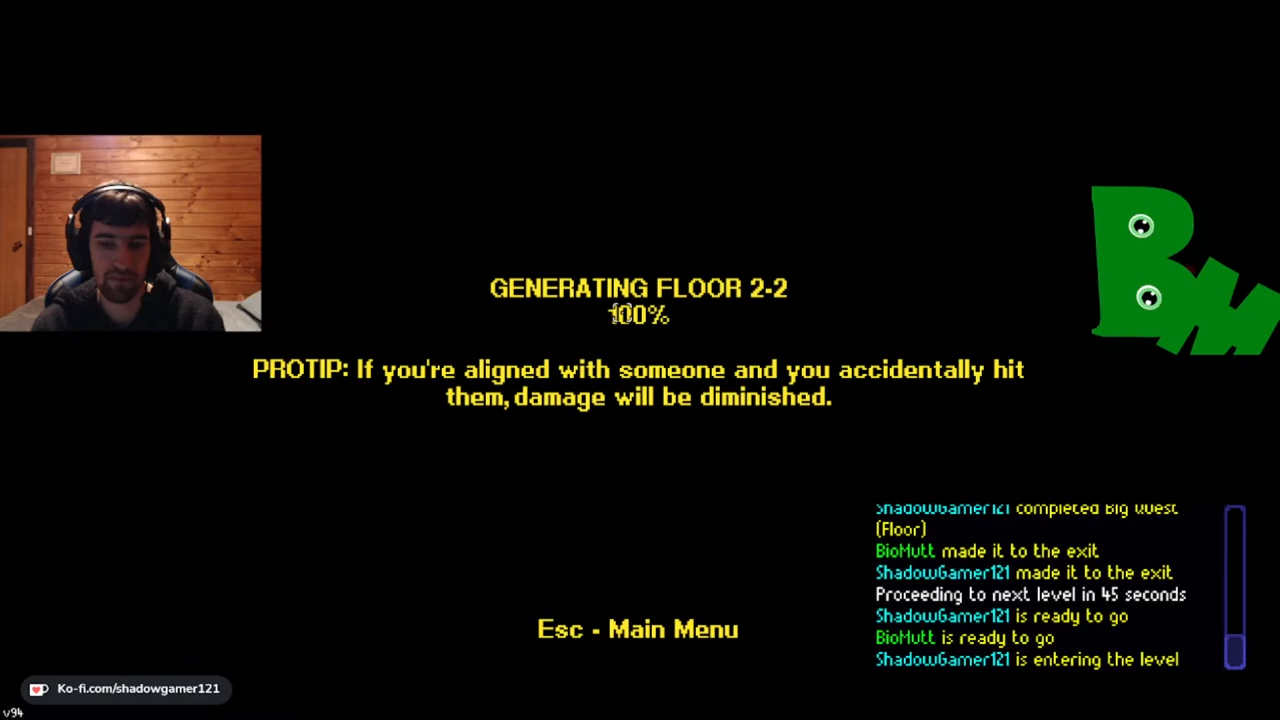 GENERATING FLOOR 2-2
100%
PROTIP: If you're aligned with someone and you accidentally hit
them, damage will be diminished.
BM
ShadowGamer121 completed Big Quest
(Floor)
BioMutt made it to the exit
ShadowGamer121 made it to the exit
Proceeding to next level in 45 seconds
ShadowGamer121 is ready to go
BioMutt is ready to go
ShadowGamer121 is entering the level
Esc - Main Menu
Ko-fi.com/shadowgamer121
v94